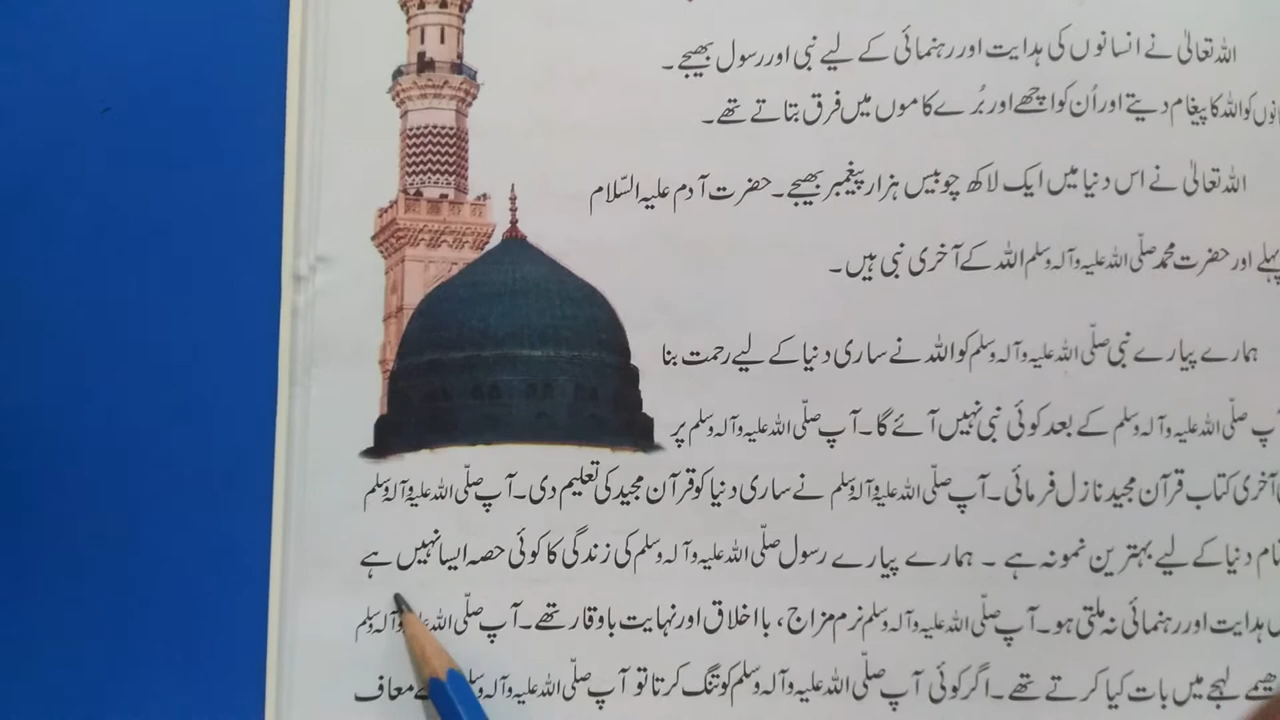 اللہ تعالیٰ نے انسانوں کی ہدایت اور رہنمائی کے لیے نبی اور رسول بھیجے۔
کو اللہ کا پیغام دیتے اور اُن کو اچھے اور بُرے کاموں میں فرق بتاتے تھے۔
اللہ تعالیٰ نے اس دنیا میں ایک لاکھ چوبیس ہزار پیغمبر بھیجے۔ حضرت آدم علیہ السّلام
پہلے اور حضرت محمد صلّی اللہ علیہ وآلہ وسلم اللہ کے آخری نبی ہیں۔
ہمارے پیارے نبی صلّی اللہ علیہ وآلہ وسلم کو اللہ نے ساری دنیا کے لیے رحمت بنا
صلّی اللہ علیہ وآلہ وسلم کے بعد کوئی نبی نہیں آئے گا۔ آپ صلّی اللہ علیہ وآلہ وسلم پر
آخری کتاب قرآن مجید نازل فرمائی۔ آپ صلّی اللہ علیہ وآلہ وسلم نے ساری دنیا کو قرآن مجید کی تعلیم دی۔ آپ صلّی اللہ علیہ وآلہ وسلم
دنیا کے لیے بہترین نمونہ ہے ۔ ہمارے پیارے رسول صلّی اللہ علیہ وآلہ وسلم کی زندگی کا کوئی حصہ ایسا نہیں ہے
ہدایت اور رہنمائی نہ ملتی ہو۔ آپ صلّی اللہ علیہ وآلہ وسلم نرم مزاج، بااخلاق اور نہایت باوقار تھے۔ آپ صلّی اللہ وآلہ وسلم
لہجے میں بات کیا کرتے تھے۔ اگر کوئی آپ صلّی اللہ علیہ وآلہ وسلم کو تنگ کرتا تو آپ صلّی اللہ علیہ وآلہ معاف